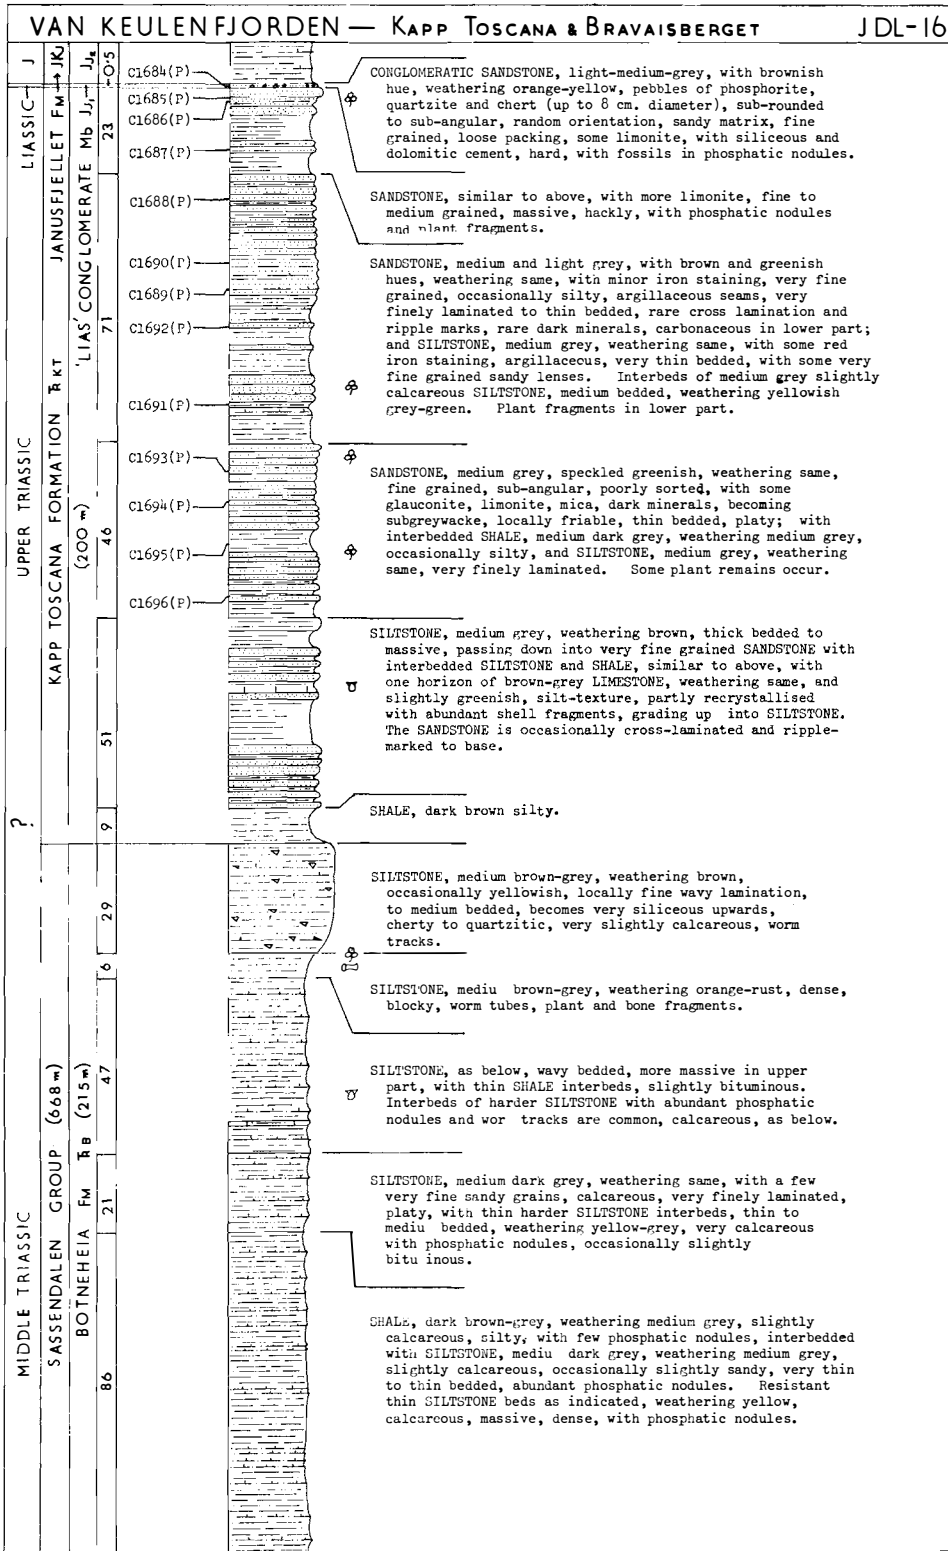 VAN KEULENFJORDEN — KAPP TOSCANA & BRAVAISBERGET JDL-16
J
LIASSIC
UPPER TRIASSIC
?
MIDDLE TRIASSIC
JANUSFJELLET FM → JKJ
KAPP TOSCANA FORMATION TRKT
SASSENDALEN GROUP (668 m)
'LIAS' CONGLOMERATE Mb J₁ → JJ₂
(200 m)
BOTNEHEIA FM TRB (215 m)
0·5
23
71
46
51
9
29
6
47
21
86
C1684(P)
C1685(P)
C1686(P)
C1687(P)
C1688(P)
C1690(P)
C1689(P)
C1692(P)
C1691(P)
C1693(P)
C1694(P)
C1695(P)
C1696(P)
CONGLOMERATIC SANDSTONE, light-medium-grey, with brownish
hue, weathering orange-yellow, pebbles of phosphorite,
quartzite and chert (up to 8 cm. diameter), sub-rounded
to sub-angular, random orientation, sandy matrix, fine
grained, loose packing, some limonite, with siliceous and
dolomitic cement, hard, with fossils in phosphatic nodules.
SANDSTONE, similar to above, with more limonite, fine to
medium grained, massive, hackly, with phosphatic nodules
and plant fragments.
SANDSTONE, medium and light grey, with brown and greenish
hues, weathering same, with minor iron staining, very fine
grained, occasionally silty, argillaceous seams, very
finely laminated to thin bedded, rare cross lamination and
ripple marks, rare dark minerals, carbonaceous in lower part;
and SILTSTONE, medium grey, weathering same, with some red
iron staining, argillaceous, very thin bedded, with some very
fine grained sandy lenses. Interbeds of medium grey slightly
calcareous SILTSTONE, medium bedded, weathering yellowish
grey-green. Plant fragments in lower part.
SANDSTONE, medium grey, speckled greenish, weathering same,
fine grained, sub-angular, poorly sorted, with some
glauconite, limonite, mica, dark minerals, becoming
subgreywacke, locally friable, thin bedded, platy; with
interbedded SHALE, medium dark grey, weathering medium grey,
occasionally silty, and SILTSTONE, medium grey, weathering
same, very finely laminated. Some plant remains occur.
SILTSTONE, medium grey, weathering brown, thick bedded to
massive, passing down into very fine grained SANDSTONE with
interbedded SILTSTONE and SHALE, similar to above, with
one horizon of brown-grey LIMESTONE, weathering same, and
slightly greenish, silt-texture, partly recrystallised
with abundant shell fragments, grading up into SILTSTONE.
The SANDSTONE is occasionally cross-laminated and ripple-
marked to base.
SHALE, dark brown silty.
SILTSTONE, medium brown-grey, weathering brown,
occasionally yellowish, locally fine wavy lamination,
to medium bedded, becomes very siliceous upwards,
cherty to quartzitic, very slightly calcareous, worm
tracks.
SILTSTONE, mediu brown-grey, weathering orange-rust, dense,
blocky, worm tubes, plant and bone fragments.
SILTSTONE, as below, wavy bedded, more massive in upper
part, with thin SHALE interbeds, slightly bituminous.
Interbeds of harder SILTSTONE with abundant phosphatic
nodules and wor tracks are common, calcareous, as below.
SILTSTONE, medium dark grey, weathering same, with a few
very fine sandy grains, calcareous, very finely laminated,
platy, with thin harder SILTSTONE interbeds, thin to
mediu bedded, weathering yellow-grey, very calcareous
with phosphatic nodules, occasionally slightly
bitu inous.
SHALE, dark brown-grey, weathering medium grey, slightly
calcareous, silty, with few phosphatic nodules, interbedded
with SILTSTONE, mediu dark grey, weathering medium grey,
slightly calcareous, occasionally slightly sandy, very thin
to thin bedded, abundant phosphatic nodules. Resistant
thin SILTSTONE beds as indicated, weathering yellow,
calcareous, massive, dense, with phosphatic nodules.